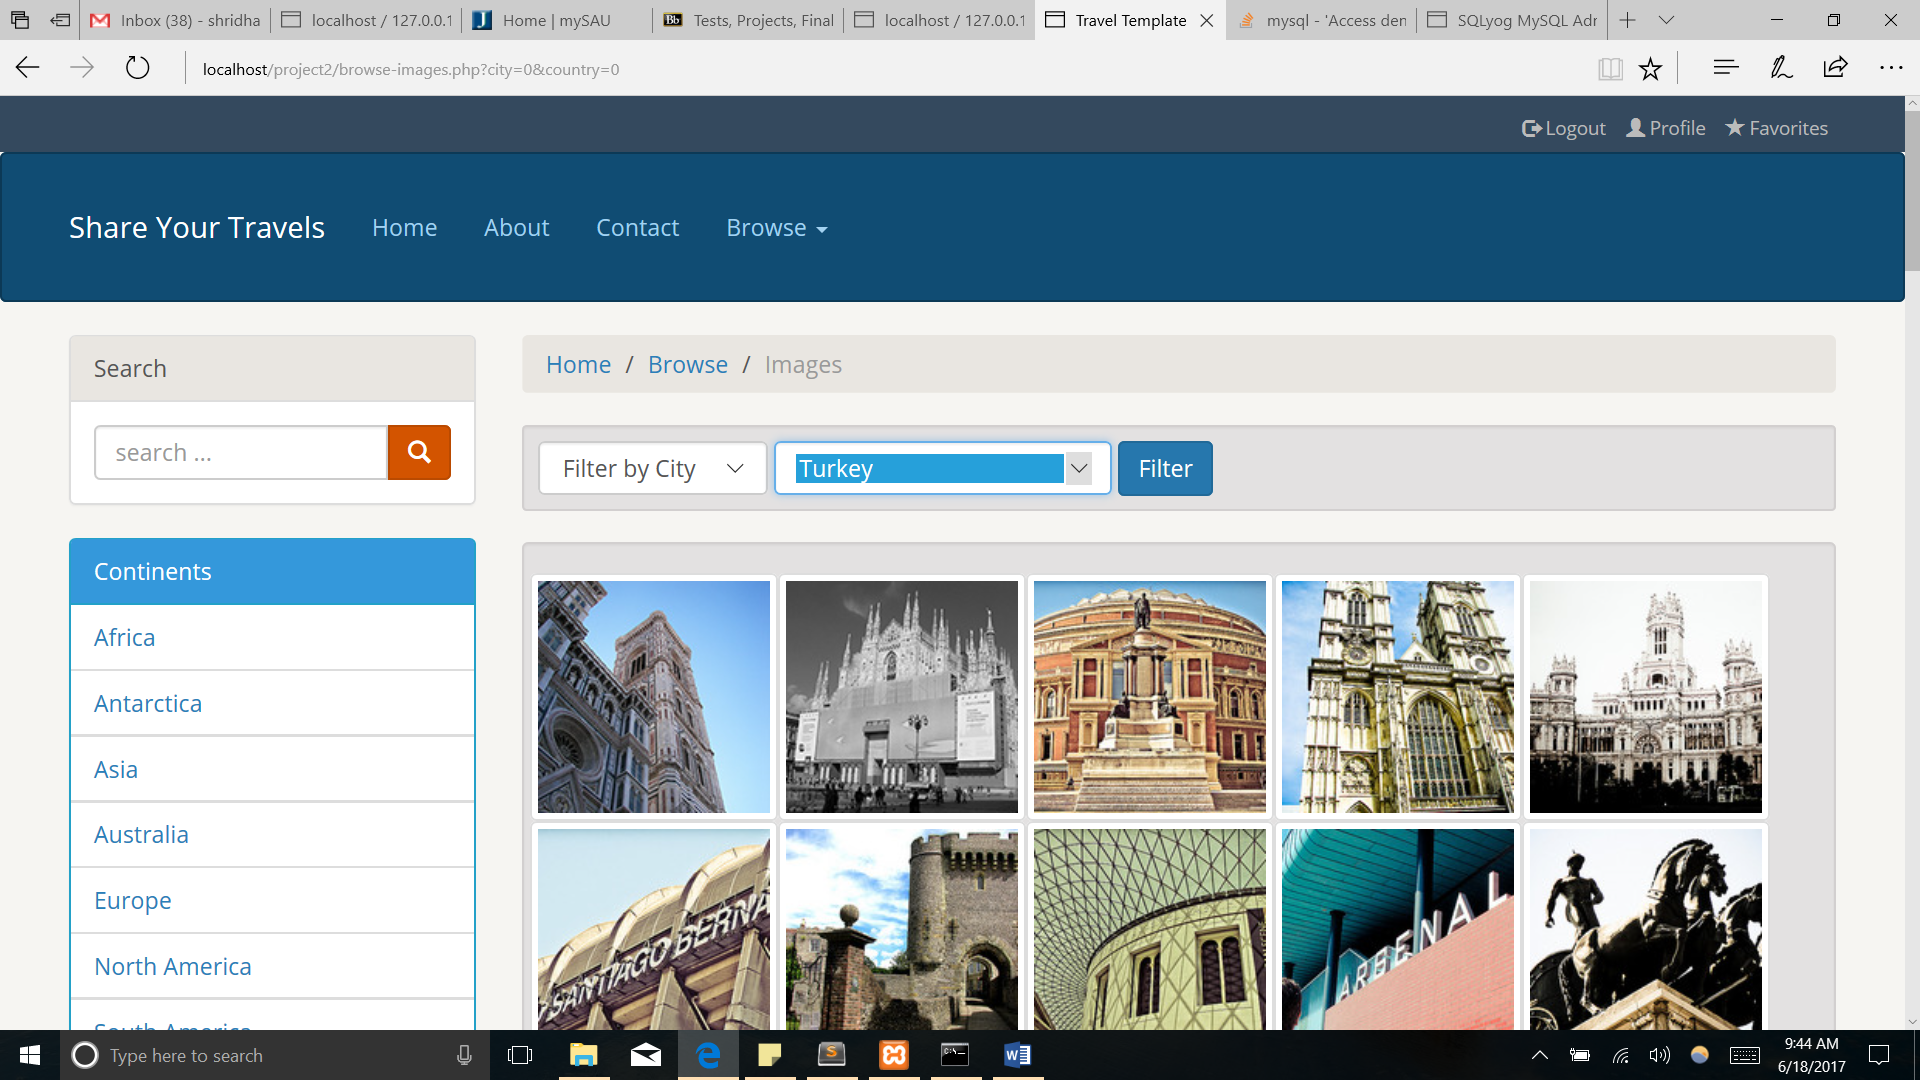 Inbox (38) - shridha
localhost / 127.0.0.1
Home | mySAU
Bb Tests, Projects, Final
localhost / 127.0.0.1
Travel Template
mysql - 'Access den
SQLyog MySQL Adr
localhost/project2/browse-images.php?city=0&country=0
Logout Profile Favorites
Share Your Travels Home About Contact Browse
Search
search ...
Home / Browse / Images
Filter by City Turkey Filter
Continents
Africa
Antarctica
Asia
Australia
Europe
North America
South America
SANTIAGO BERNA
ARSENAL
Type here to search
9:44 AM
6/18/2017